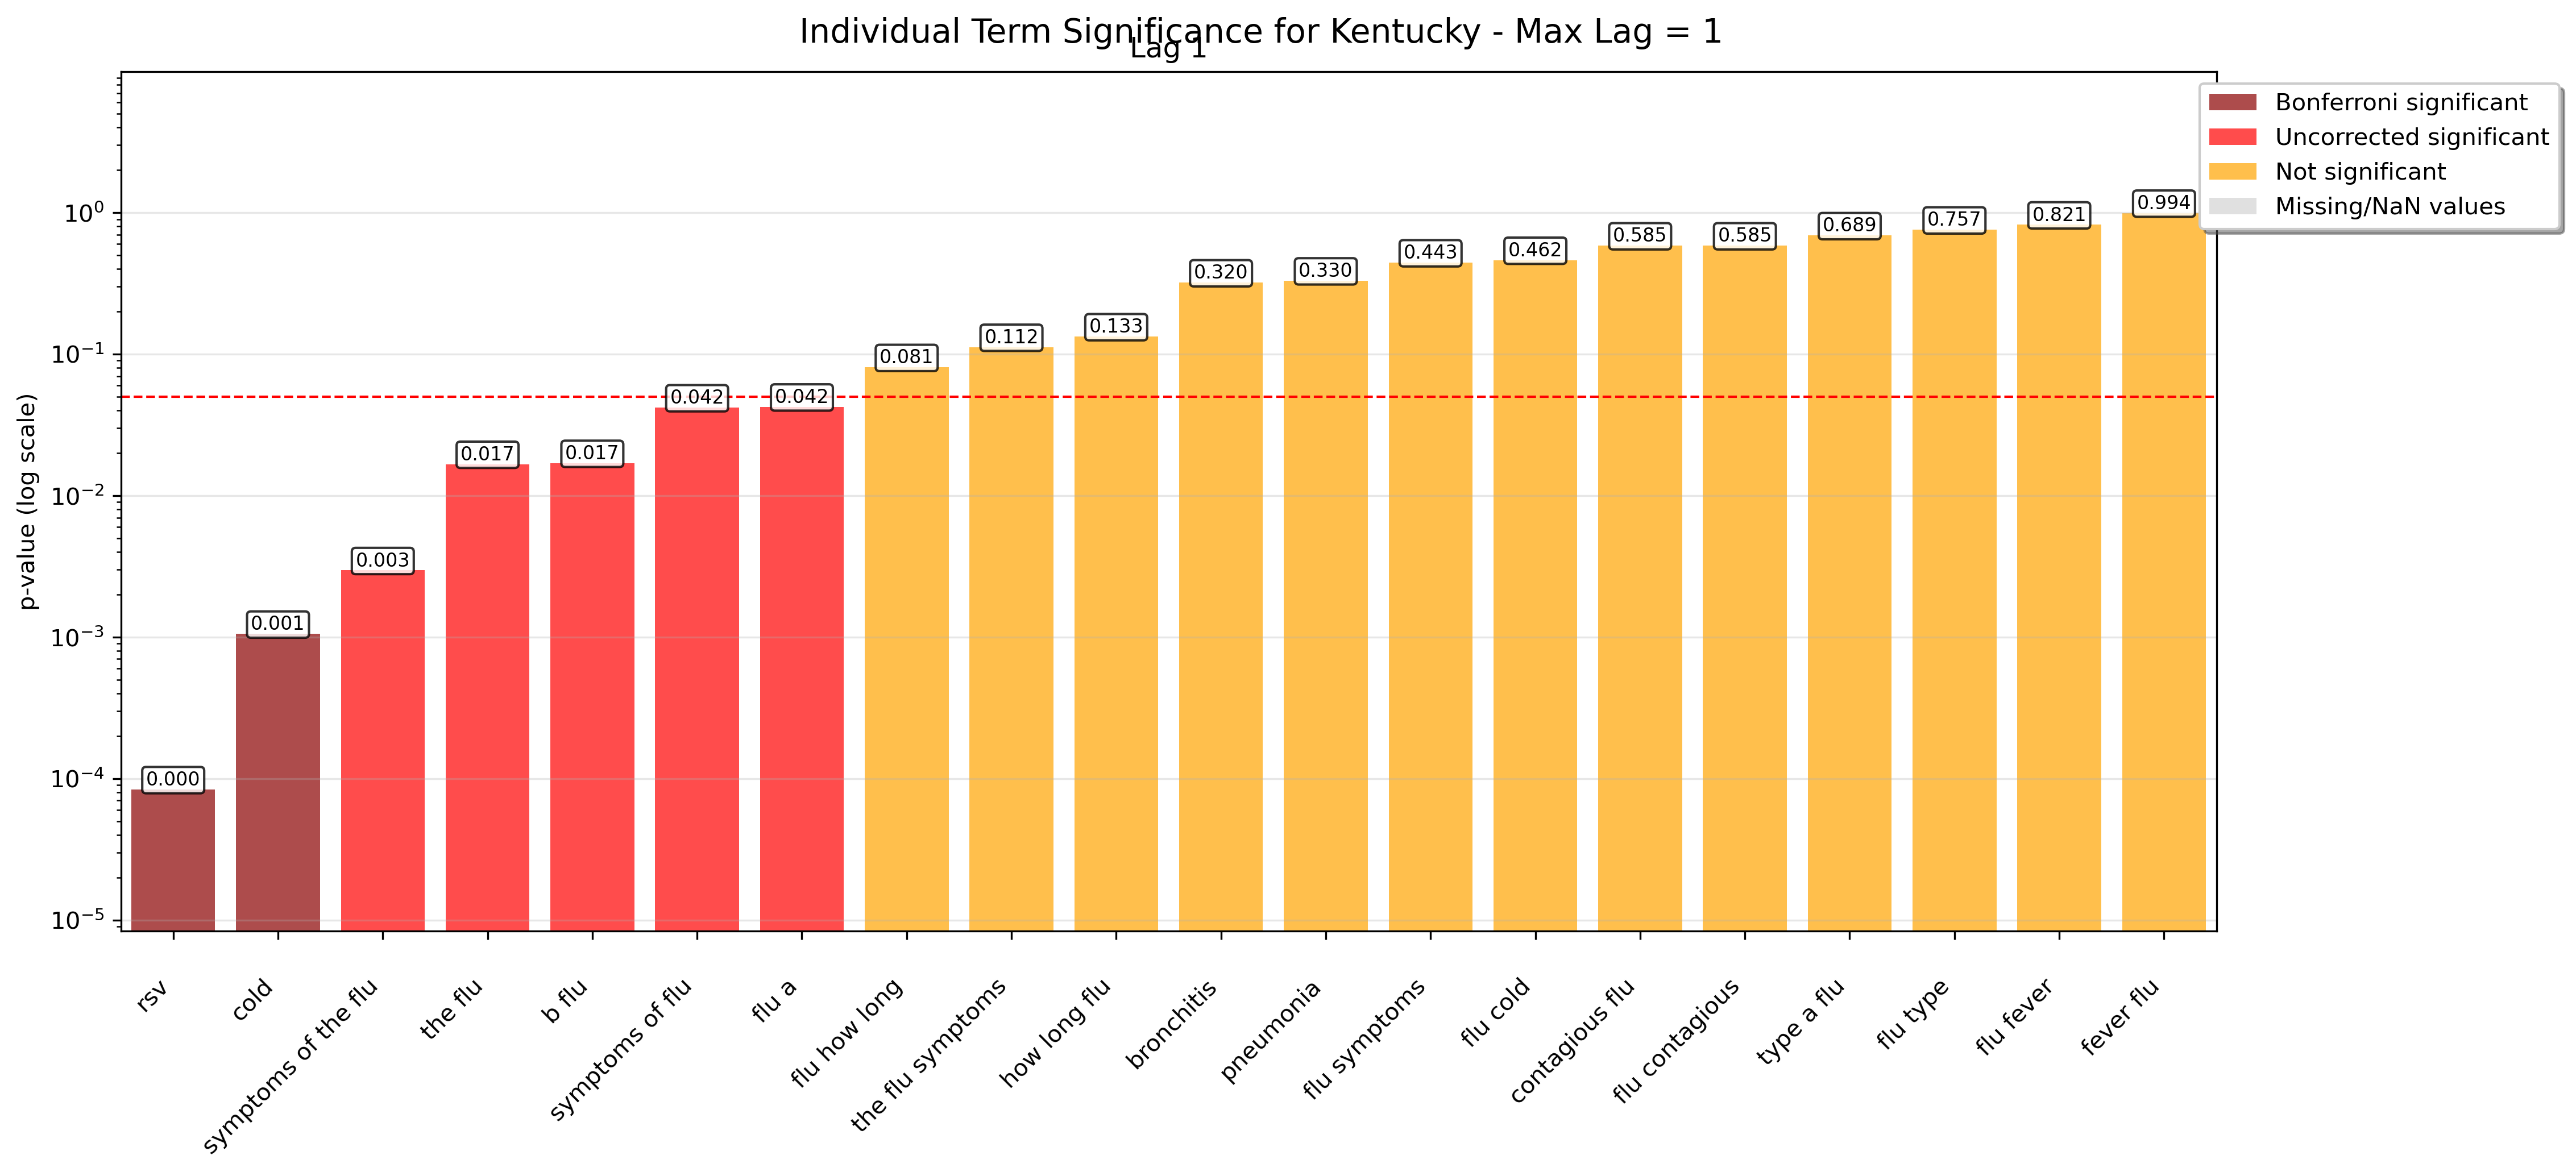 Individual Term Significance for Kentucky - Max Lag = 1
Lag 1
Bonferroni significant
Uncorrected significant
Not significant
Missing/NaN values
p-value (log scale)
10⁰
10⁻¹
10⁻²
10⁻³
10⁻⁴
10⁻⁵
0.000
0.001
0.003
0.017
0.017
0.042
0.042
0.081
0.112
0.133
0.320
0.330
0.443
0.462
0.585
0.585
0.689
0.757
0.821
0.994
rsv
cold
symptoms of the flu
the flu
b flu
symptoms of flu
flu a
flu how long
the flu symptoms
how long flu
bronchitis
pneumonia
flu symptoms
flu cold
contagious flu
flu contagious
type a flu
flu type
flu fever
fever flu